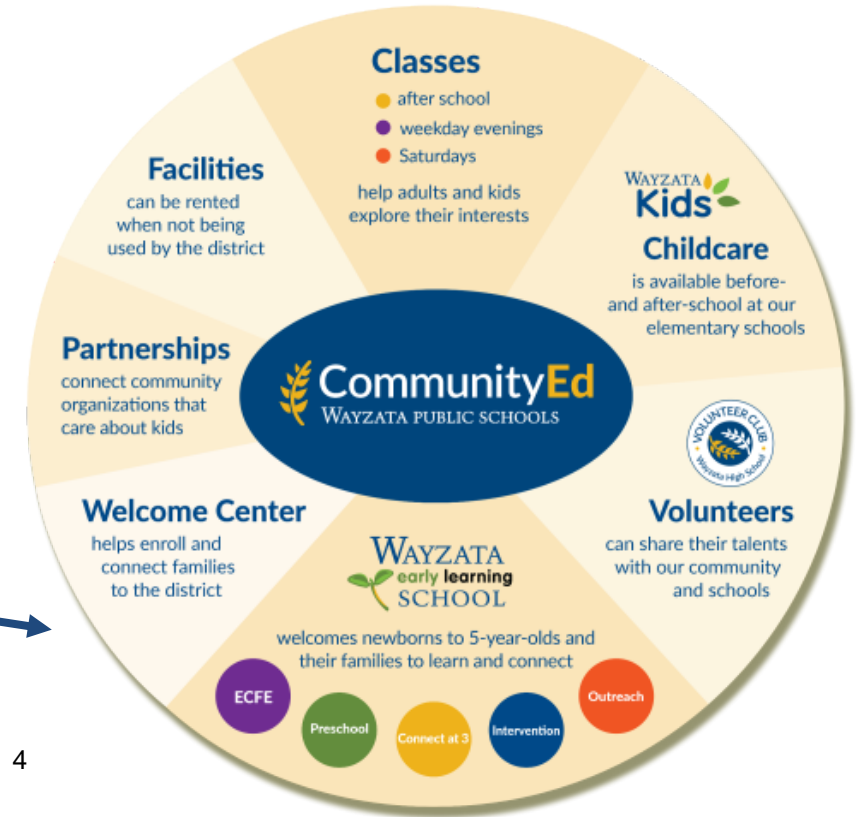 Classes
after school
weekday evenings
Saturdays
help adults and kids
explore their interests
WAYZATA
Kids
Childcare
is available before-
and after-school at our
elementary schools
VOLUNTEER CLUB
Wayzata High School
Volunteers
can share their talents
with our community
and schools
WAYZATA
early learning
SCHOOL
welcomes newborns to 5-year-olds and
their families to learn and connect
ECFE
Preschool
Connect at 3
Intervention
Outreach
Welcome Center
helps enroll and
connect families
to the district
Partnerships
connect community
organizations that
care about kids
Facilities
can be rented
when not being
used by the district
CommunityEd
WAYZATA PUBLIC SCHOOLS
4